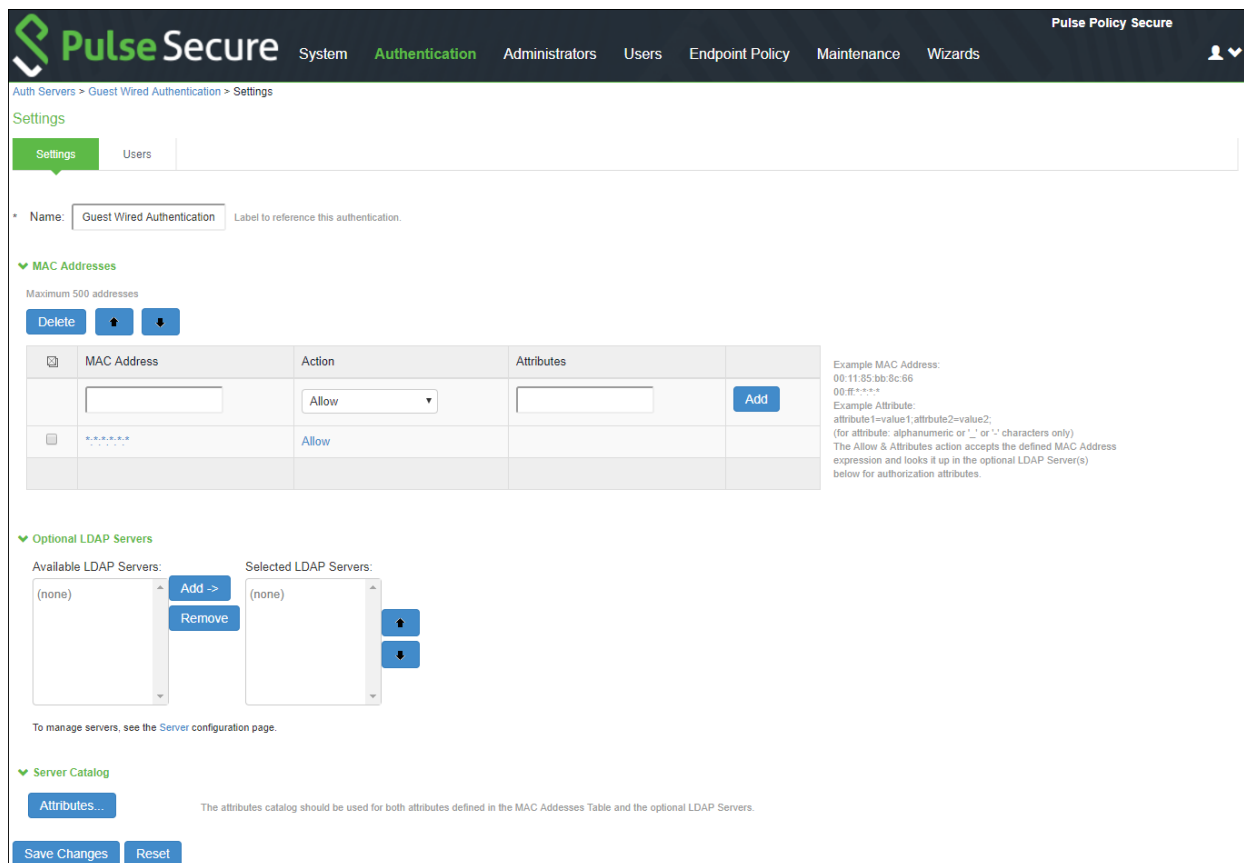 Pulse Policy Secure
Pulse Secure System Authentication Administrators Users Endpoint Policy Maintenance Wizards
Auth Servers > Guest Wired Authentication > Settings
Settings
Settings Users
* Name: Guest Wired Authentication Label to reference this authentication.
MAC Addresses
Maximum 500 addresses
Delete
MAC Address Action Attributes
Allow Add
*:*:*:*:*:* Allow
Example MAC Address:
00:11:85:bb:8c:66
00:ff:*:*:*:*
Example Attribute:
attribute1=value1;attrbute2=value2;
(for attribute: alphanumeric or '_' or '-' characters only)
The Allow & Attributes action accepts the defined MAC Address
expression and looks it up in the optional LDAP Server(s)
below for authorization attributes.
Optional LDAP Servers
Available LDAP Servers: Selected LDAP Servers:
(none) Add -> (none)
Remove
To manage servers, see the Server configuration page.
Server Catalog
Attributes... The attributes catalog should be used for both attributes defined in the MAC Addesses Table and the optional LDAP Servers.
Save Changes Reset